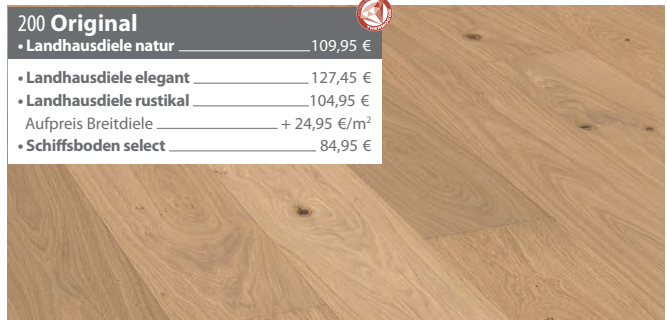 200 Original
• Landhausdiele natur 109,95 €
• Landhausdiele elegant 127,45 €
• Landhausdiele rustikal 104,95 €
Aufpreis Breitdiele + 24,95 €/m²
• Schiffsboden select 84,95 €